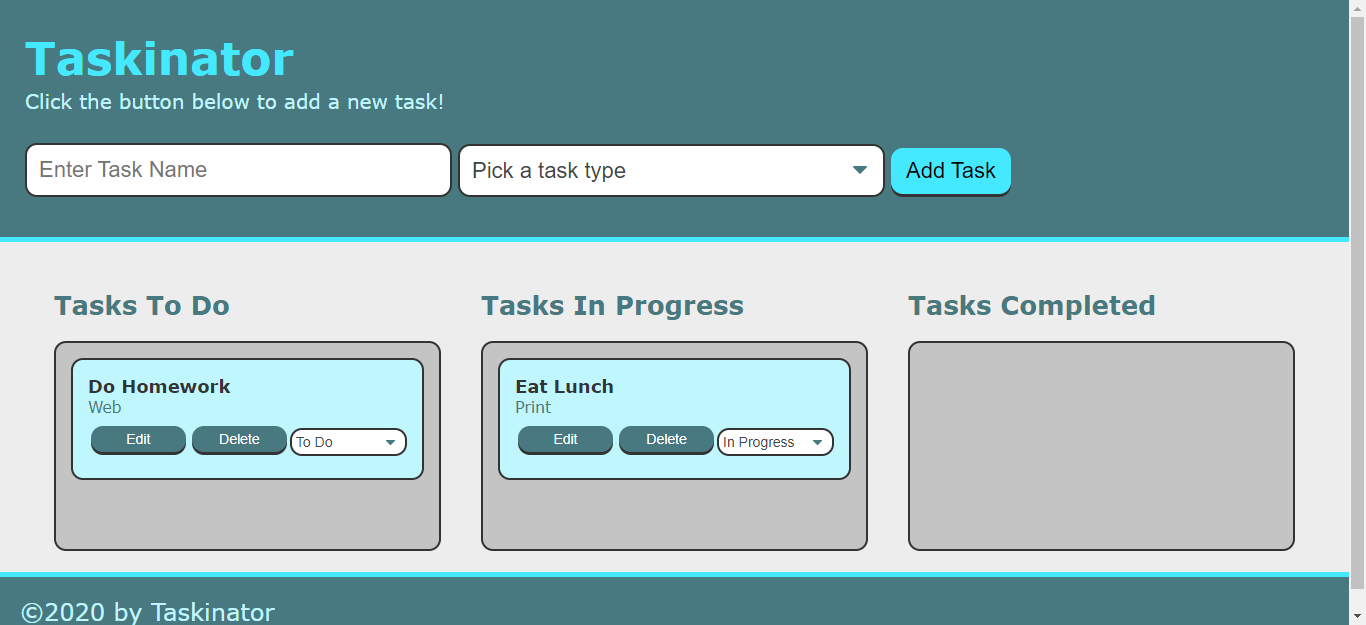 Taskinator
Click the button below to add a new task!
Enter Task Name
Pick a task type
Add Task
Tasks To Do
Tasks In Progress
Tasks Completed
Do Homework
Web
Edit
Delete
To Do
Eat Lunch
Print
Edit
Delete
In Progress
©2020 by Taskinator